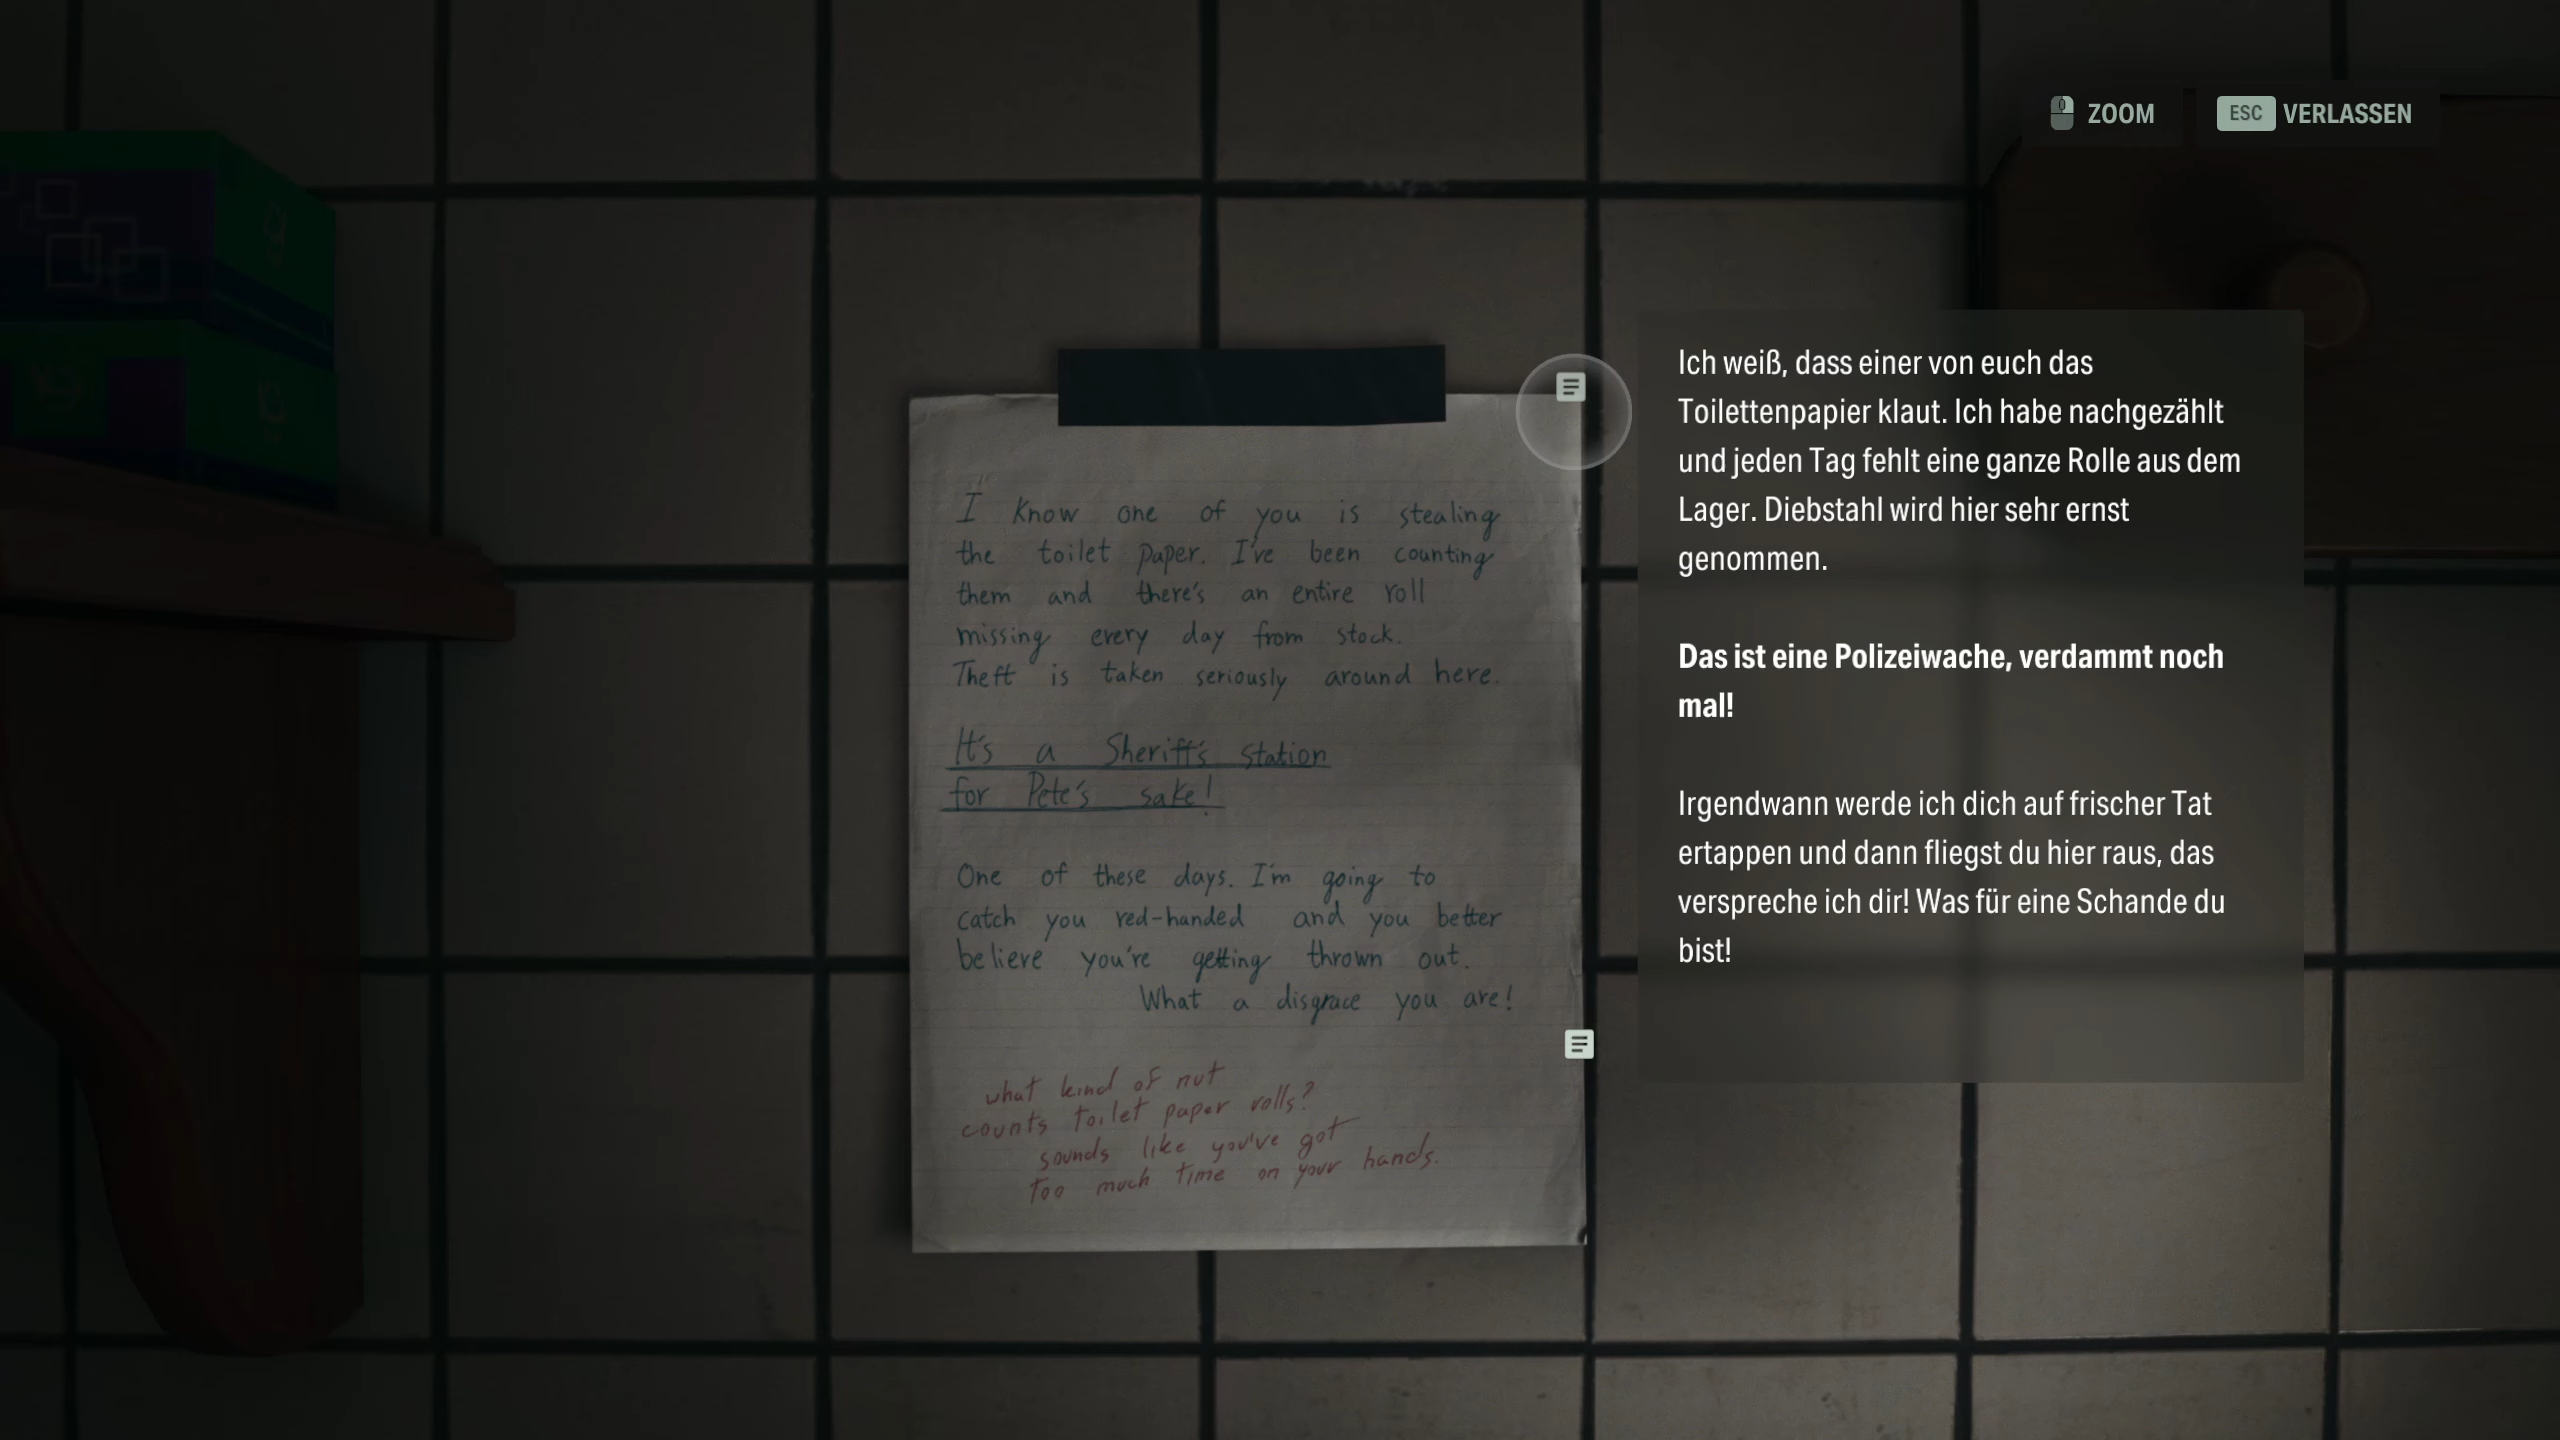 ZOOM
ESC VERLASSEN
I know one of you is stealing
the toilet paper. I've been counting
them and there's an entire roll
missing every day from stock.
Theft is taken seriously around here.
It's a Sheriff's Station
for Pete's sake!
One of these days. I'm going to
catch you red-handed and you better
believe you're getting thrown out.
What a disgrace you are!
what kind of nut
counts toilet paper rolls?
sounds like you've got
too much time on your hands.
Ich weiß, dass einer von euch das
Toilettenpapier klaut. Ich habe nachgezählt
und jeden Tag fehlt eine ganze Rolle aus dem
Lager. Diebstahl wird hier sehr ernst
genommen.
Das ist eine Polizeiwache, verdammt noch
mal!
Irgendwann werde ich dich auf frischer Tat
ertappen und dann fliegst du hier raus, das
verspreche ich dir! Was für eine Schande du
bist!